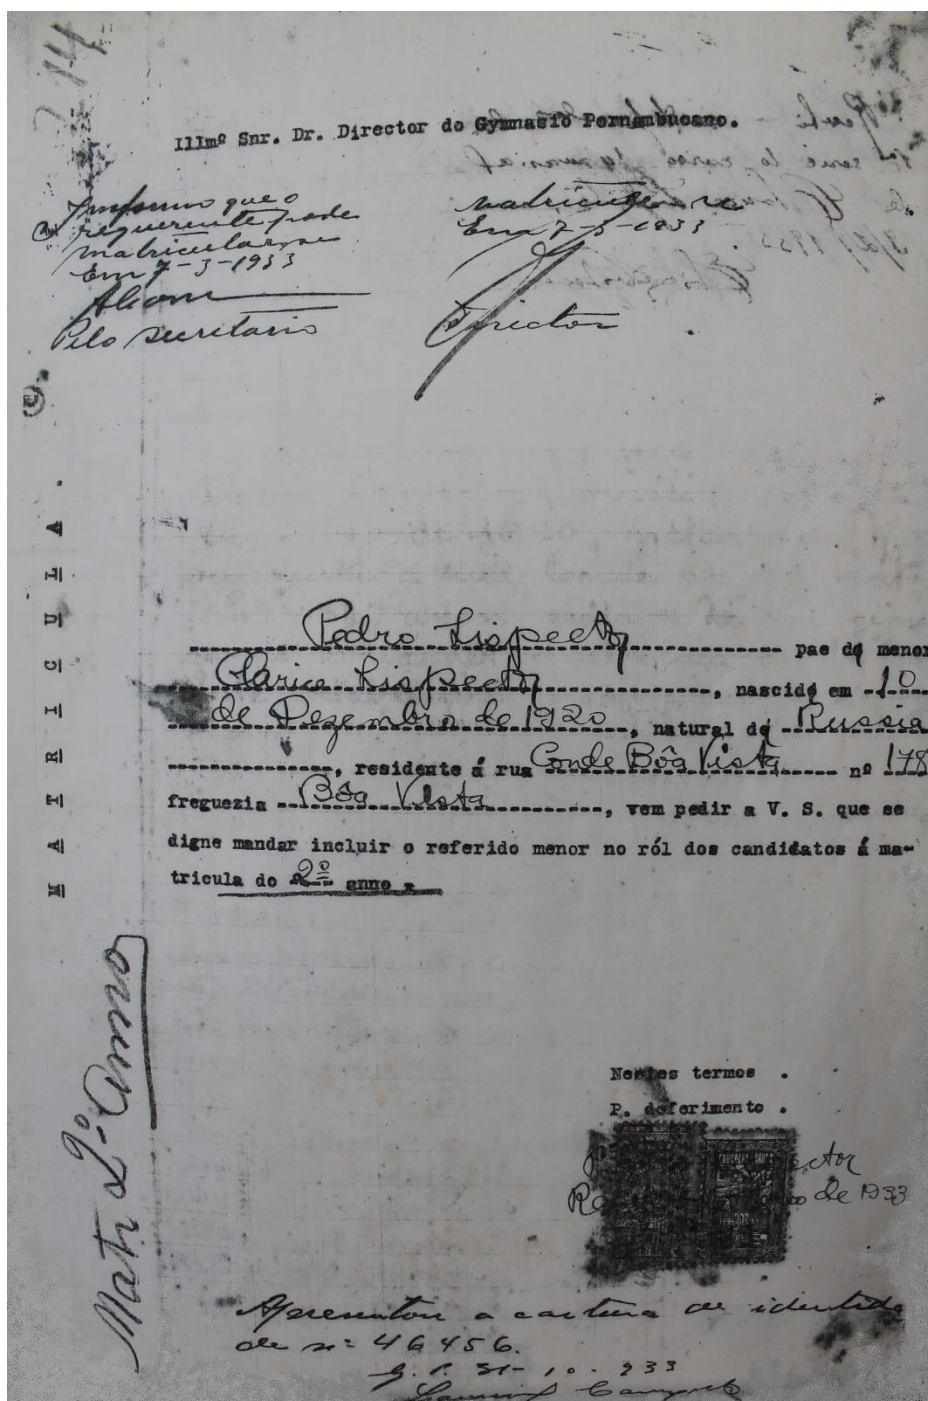 214
Illmº Snr. Dr. Director do Gymnasio Pernambucano.
Informo que o
requerente pode
matricular-se
Em 7-3-1933
Pelo secretario
matricule-se
Em 7-3-1933
Director
MATRICULA.
Pedro Lispector pae do menor
Clarice Lispector, nascido em 10
de Dezembro de 1920, natural de Russia
, residente á rua Conde Bôa Vista nº 178
freguezia Bôa Vista, vem pedir a V. S. que se
digne mandar incluir o referido menor no ról dos candidatos á ma-
tricula do 2º anno.
Matr 2º anno
Nestes termos.
P. deferimento.
de 1933
Apresentou a carteira de identida
de nº 46456.
G. P. 31-10-933